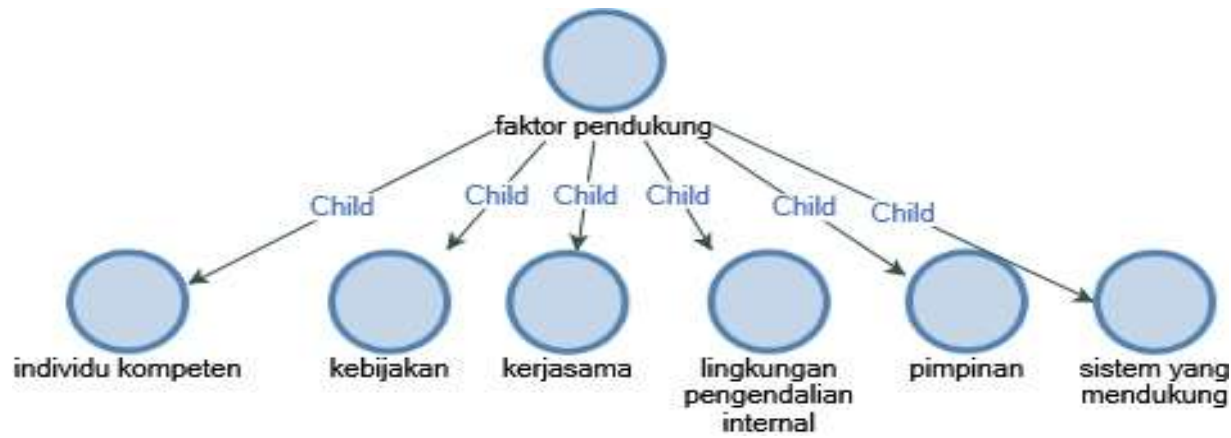 faktor pendukung
Child
Child
Child
Child
Child
Child
individu kompeten
kebijakan
kerjasama
lingkungan
pengendalian
internal
pimpinan
sistem yang
mendukung